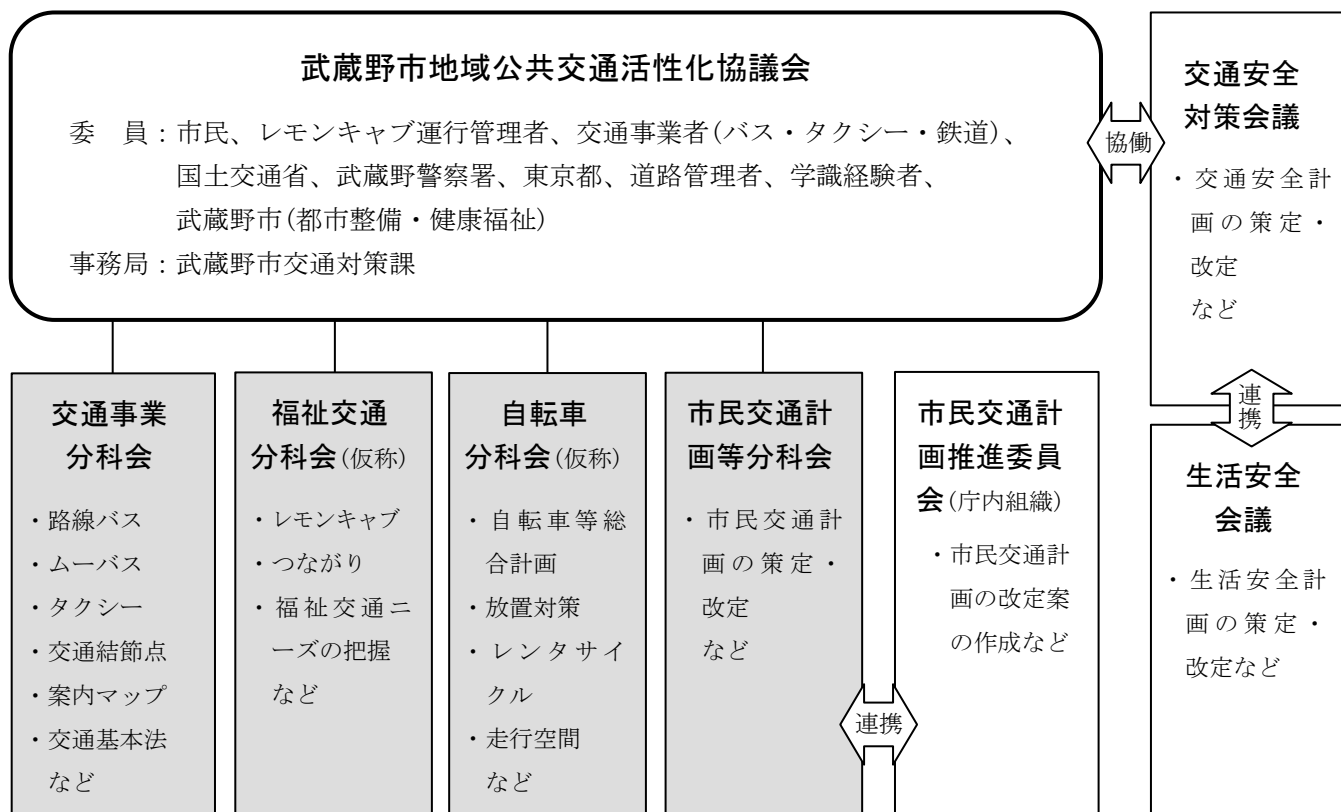 武蔵野市地域公共交通活性化協議会
委　員：市民、レモンキャブ運行管理者、交通事業者(バス・タクシー・鉄道)、
国土交通省、武蔵野警察署、東京都、道路管理者、学識経験者、
武蔵野市(都市整備・健康福祉)
事務局：武蔵野市交通対策課
協働
交通安全
対策会議
・交通安全計
画の策定・
改定
など
連携
生活安全
会議
・生活安全計
画の策定・
改定など
交通事業
分科会
・路線バス
・ムーバス
・タクシー
・交通結節点
・案内マップ
・交通基本法
など
福祉交通
分科会(仮称)
・レモンキャブ
・つながり
・福祉交通ニ
ーズの把握
など
自転車
分科会(仮称)
・自転車等総
合計画
・放置対策
・レンタサイ
クル
・走行空間
など
市民交通計
画等分科会
・市民交通計
画の策定・
改定
など
連携
市民交通計
画推進委員
会(庁内組織)
・市民交通計
画の改定案
の作成など